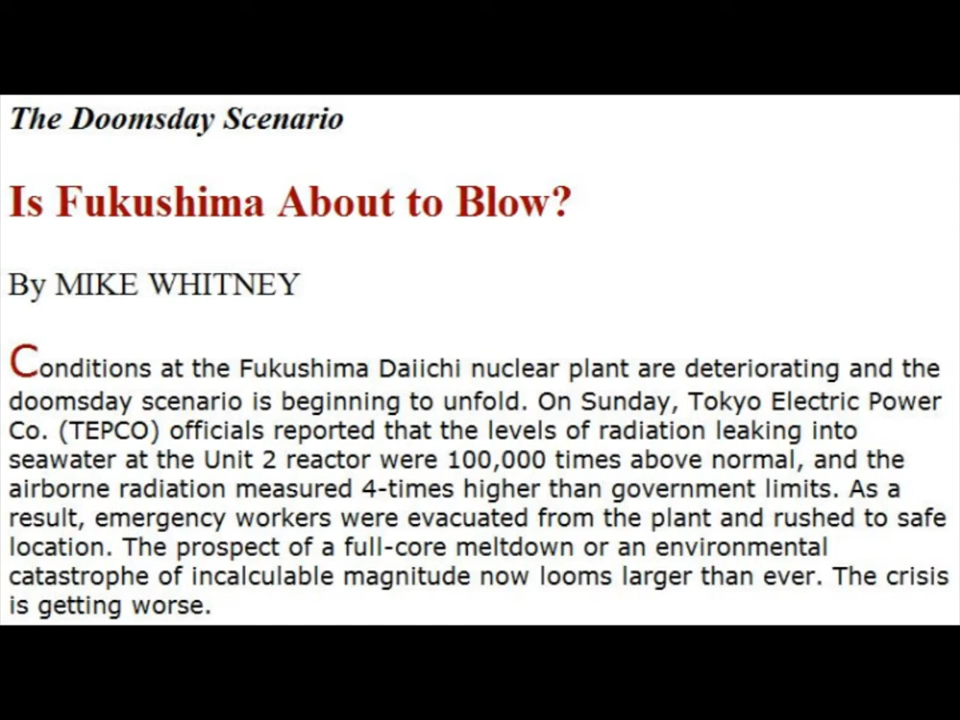 The Doomsday Scenario
Is Fukushima About to Blow?
By MIKE WHITNEY
Conditions at the Fukushima Daiichi nuclear plant are deteriorating and the
doomsday scenario is beginning to unfold. On Sunday, Tokyo Electric Power
Co. (TEPCO) officials reported that the levels of radiation leaking into
seawater at the Unit 2 reactor were 100,000 times above normal, and the
airborne radiation measured 4-times higher than government limits. As a
result, emergency workers were evacuated from the plant and rushed to safe
location. The prospect of a full-core meltdown or an environmental
catastrophe of incalculable magnitude now looms larger than ever. The crisis
is getting worse.